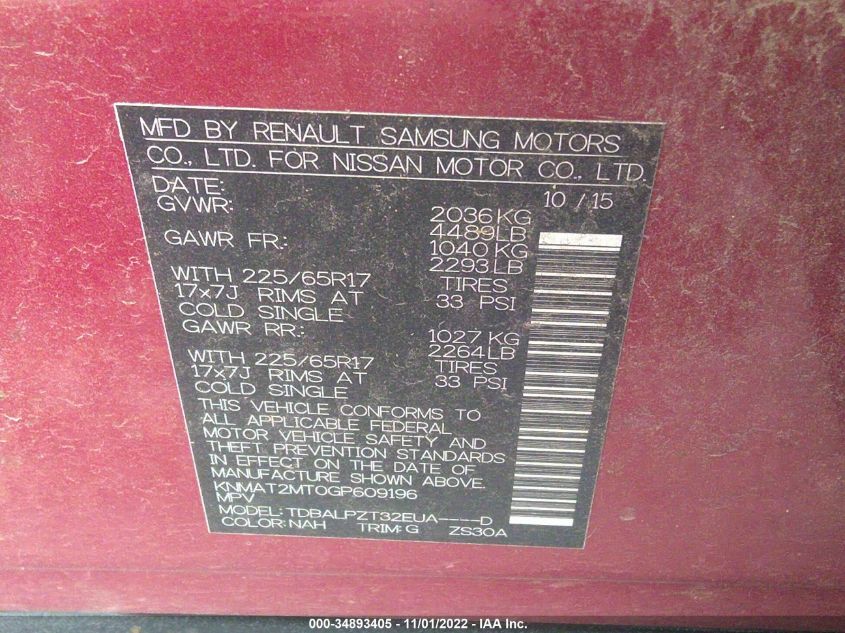 MFD BY RENAULT SAMSUNG MOTORS
CO., LTD. FOR NISSAN MOTOR CO., LTD.
DATE: 10 / 15
GVWR: 2036KG
4489LB
GAWR FR.: 1040 KG
2293LB
WITH 225/65R17 TIRES
17x7J RIMS AT 33 PSI
COLD SINGLE
GAWR RR.: 1027 KG
2264LB
WITH 225/65R17 TIRES
17x7J RIMS AT 33 PSI
COLD SINGLE
THIS VEHICLE CONFORMS TO
ALL APPLICABLE FEDERAL
MOTOR VEHICLE SAFETY AND
THEFT PREVENTION STANDARDS
IN EFFECT ON THE DATE OF
MANUFACTURE SHOWN ABOVE.
KNMAT2MT0GP609196
MPV
MODEL: TDBALPZT32EUA----D
COLOR: NAH TRIM: G ZS30A
000-34893405 - 11/01/2022 - IAA Inc.